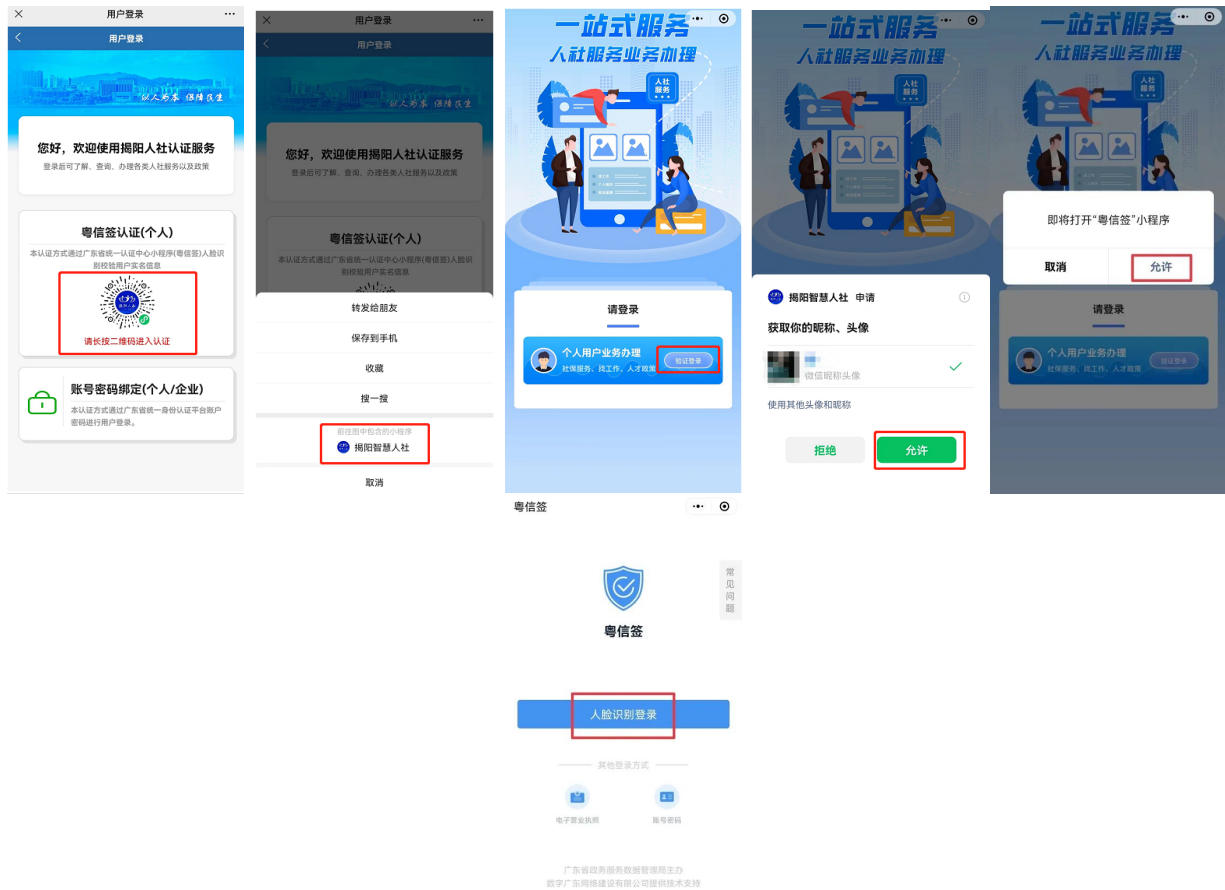 用户登录
用户登录
以人为本 保障民生
您好，欢迎使用揭阳人社认证服务
登录后可了解、查询、办理各类人社服务以及政策
粤信签认证(个人)
本认证方式通过广东省统一认证中心小程序(粤信签)人脸识
别校验用户实名信息
请长按二维码进入认证
账号密码绑定(个人/企业)
本认证方式通过广东省统一身份认证平台账户
密码进行用户登录。
用户登录
用户登录
以人为本 保障民生
您好，欢迎使用揭阳人社认证服务
登录后可了解、查询、办理各类人社服务以及政策
粤信签认证(个人)
本认证方式通过广东省统一认证中心小程序(粤信签)人脸识
别校验用户实名信息
转发给朋友
保存到手机
收藏
搜一搜
前往图中包含的小程序
揭阳智慧人社
取消
一站式服务
人社服务业务办理
人社
服务
请登录
个人用户业务办理
社保服务、找工作、人才政策
验证登录
一站式服务
人社服务业务办理
人社
服务
揭阳智慧人社 申请
获取你的昵称、头像
微信昵称头像
使用其他头像和昵称
拒绝
允许
一站式服务
人社服务业务办理
人社
服务
即将打开“粤信签”小程序
取消
允许
请登录
个人用户业务办理
社保服务、找工作、人才政策
验证登录
粤信签
常见问题
粤信签
人脸识别登录
其他登录方式
电子营业执照
账号密码
广东省政务服务数据管理局主办
数字广东网络建设有限公司提供技术支持